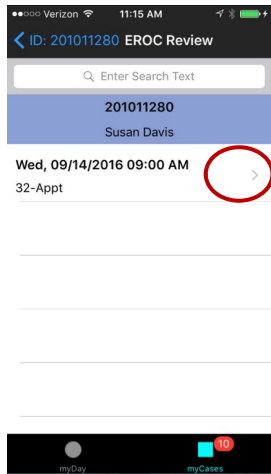 ●●○○○ Verizon 11:15 AM
ID: 201011280 EROC Review
Enter Search Text
201011280
Susan Davis
Wed, 09/14/2016 09:00 AM
32-Appt
10
myDay myCases